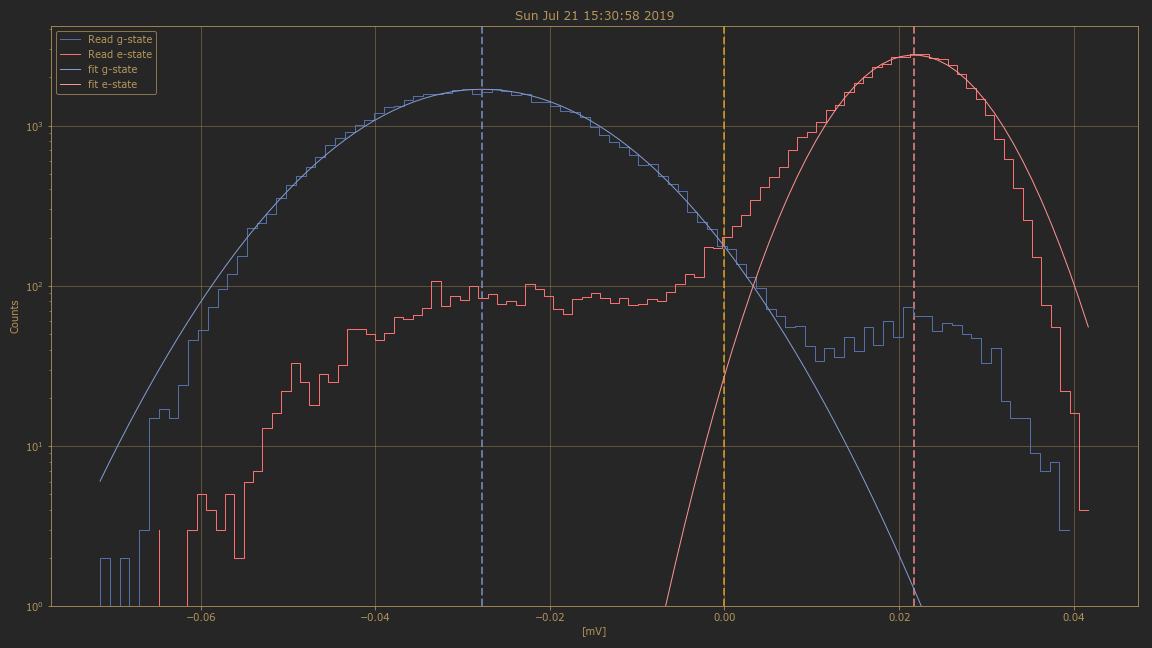 Sun Jul 21 15:30:58 2019
Read g-state
Read e-state
fit g-state
fit e-state
Counts
10³
10²
10¹
10⁰
−0.06 −0.04 −0.02 0.00 0.02 0.04
[mV]